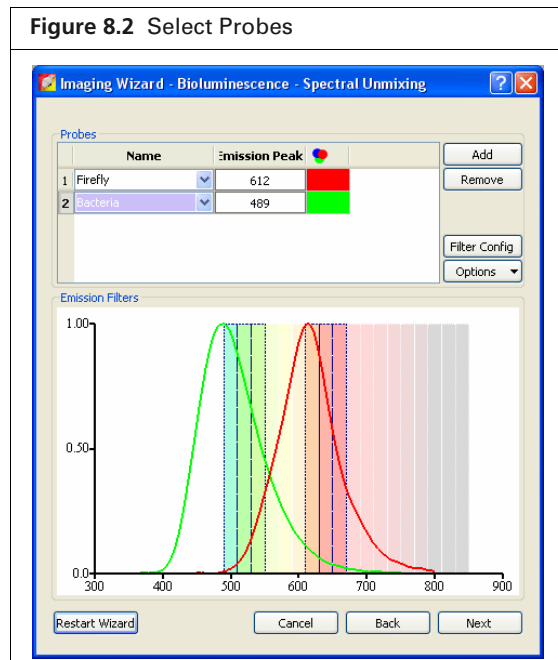 Figure 8.2 Select Probes
Imaging Wizard - Bioluminescence - Spectral Unmixing
Probes
Name Emission Peak
Add
1 Firefly 612
Remove
2 Bacteria 489
Filter Config
Options
Emission Filters
1.00
0.50
0.0
300 400 500 600 700 800 900
Restart Wizard Cancel Back Next